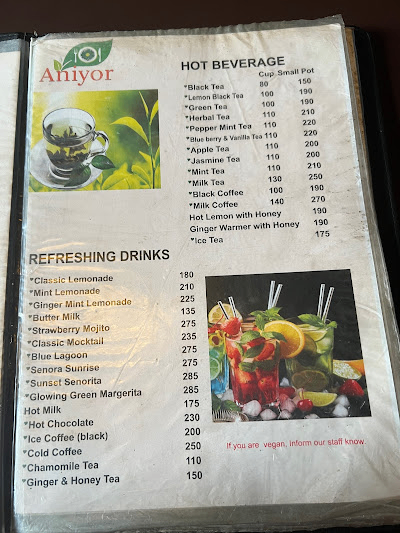 Aniyor
HOT BEVERAGE
Cup Small Pot
*Black Tea 80 150
*Lemon Black Tea 100 190
*Green Tea 100 190
*Herbal Tea 110 210
*Pepper Mint Tea 110 220
*Blue berry & Vanilla Tea 110 220
*Apple Tea 110 200
*Jasmine Tea 110 200
*Mint Tea 110 210
*Milk Tea 130 250
*Black Coffee 100 190
*Milk Coffee 140 270
Hot Lemon with Honey 190
Ginger Warmer with Honey 190
*Ice Tea 175
REFRESHING DRINKS
*Classic Lemonade 180
*Mint Lemonade 210
*Ginger Mint Lemonade 225
*Butter Milk 135
*Strawberry Mojito 275
*Classic Mocktail 275
*Blue Lagoon 275
*Senora Sunrise 285
*Sunset Senorita 285
*Glowing Green Margerita 285
Hot Milk 175
*Hot Chocolate 230
*Ice Coffee (black) 200
*Cold Coffee 250
*Chamomile Tea 110
*Ginger & Honey Tea 150
If you are vegan, inform our staff know.